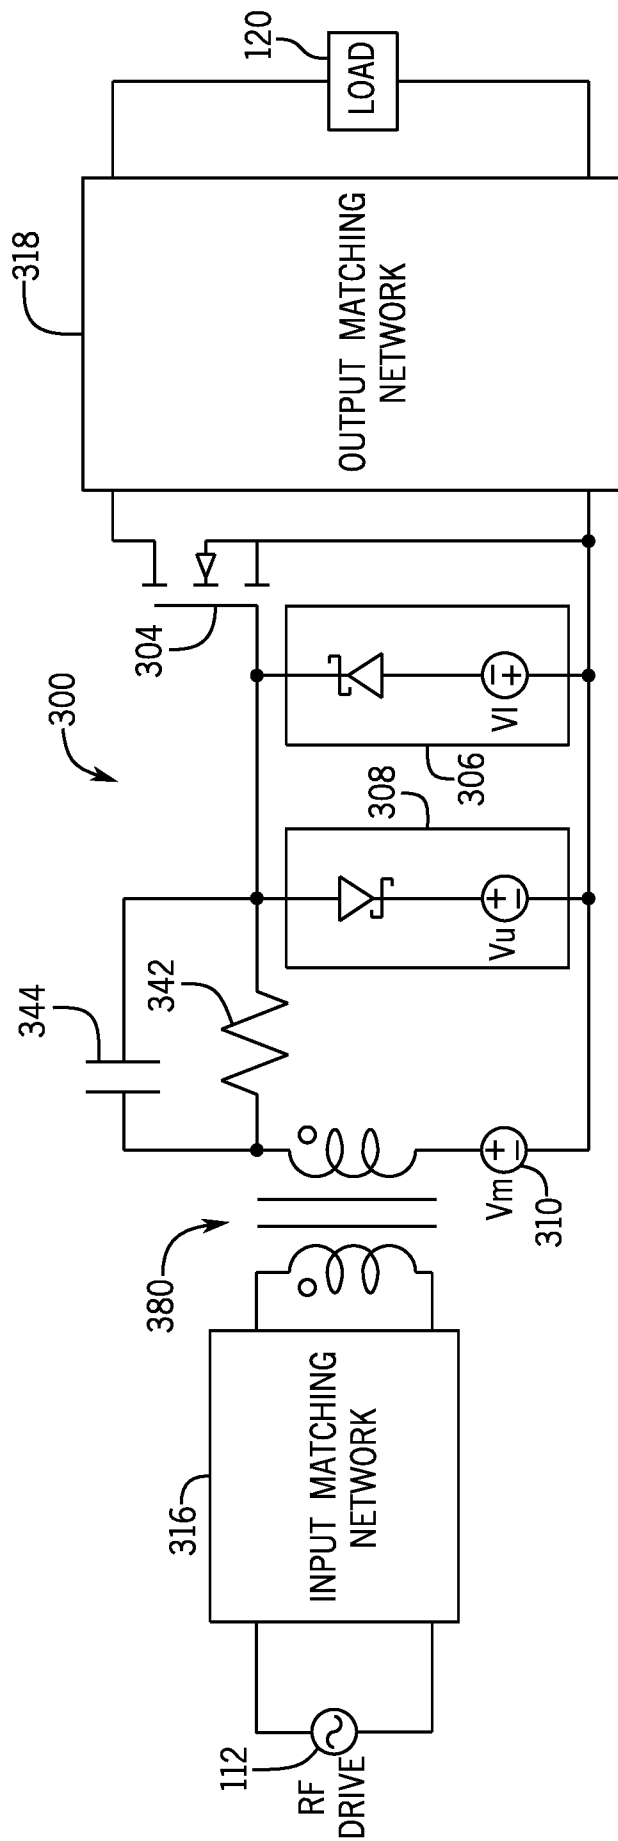 300
112
RF
DRIVE
316
INPUT MATCHING
NETWORK
380
344
342
Vm
+
−
310
308
Vu
+
−
306
Vl
−
+
304
318
OUTPUT MATCHING
NETWORK
120
LOAD